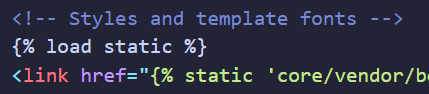 <!-- Styles and template fonts -->
{% load static %}
<link href="{% static 'core/vendor/b